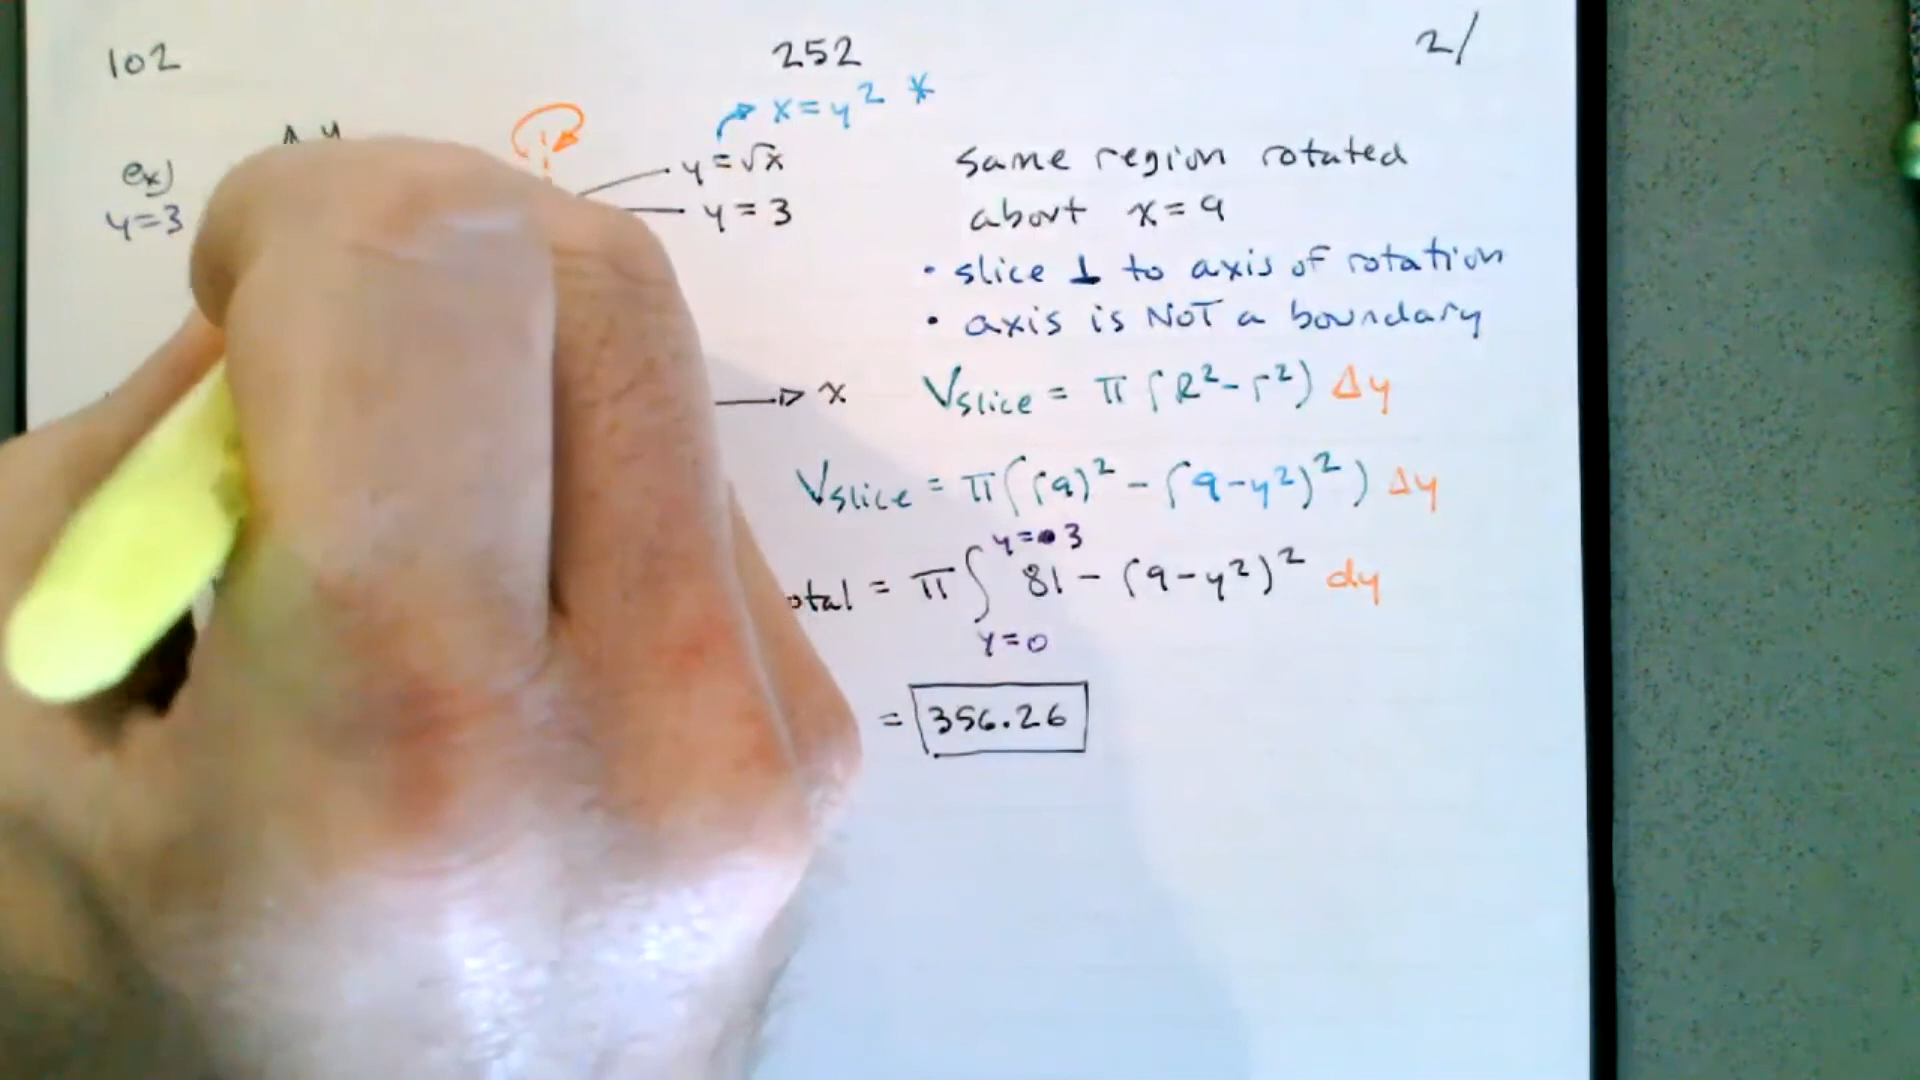 102 252 2/
x=y² *
ex) y = √x same region rotated
y=3 y = 3 about x=9
• slice ⊥ to axis of rotation
• axis is NOT a boundary
x Vslice = π(R²-r²) Δy
Vslice = π((9)² - (9-y²)²) Δy
y=3
otal = π∫ 81 - (9-y²)² dy
y=0
= 356.26